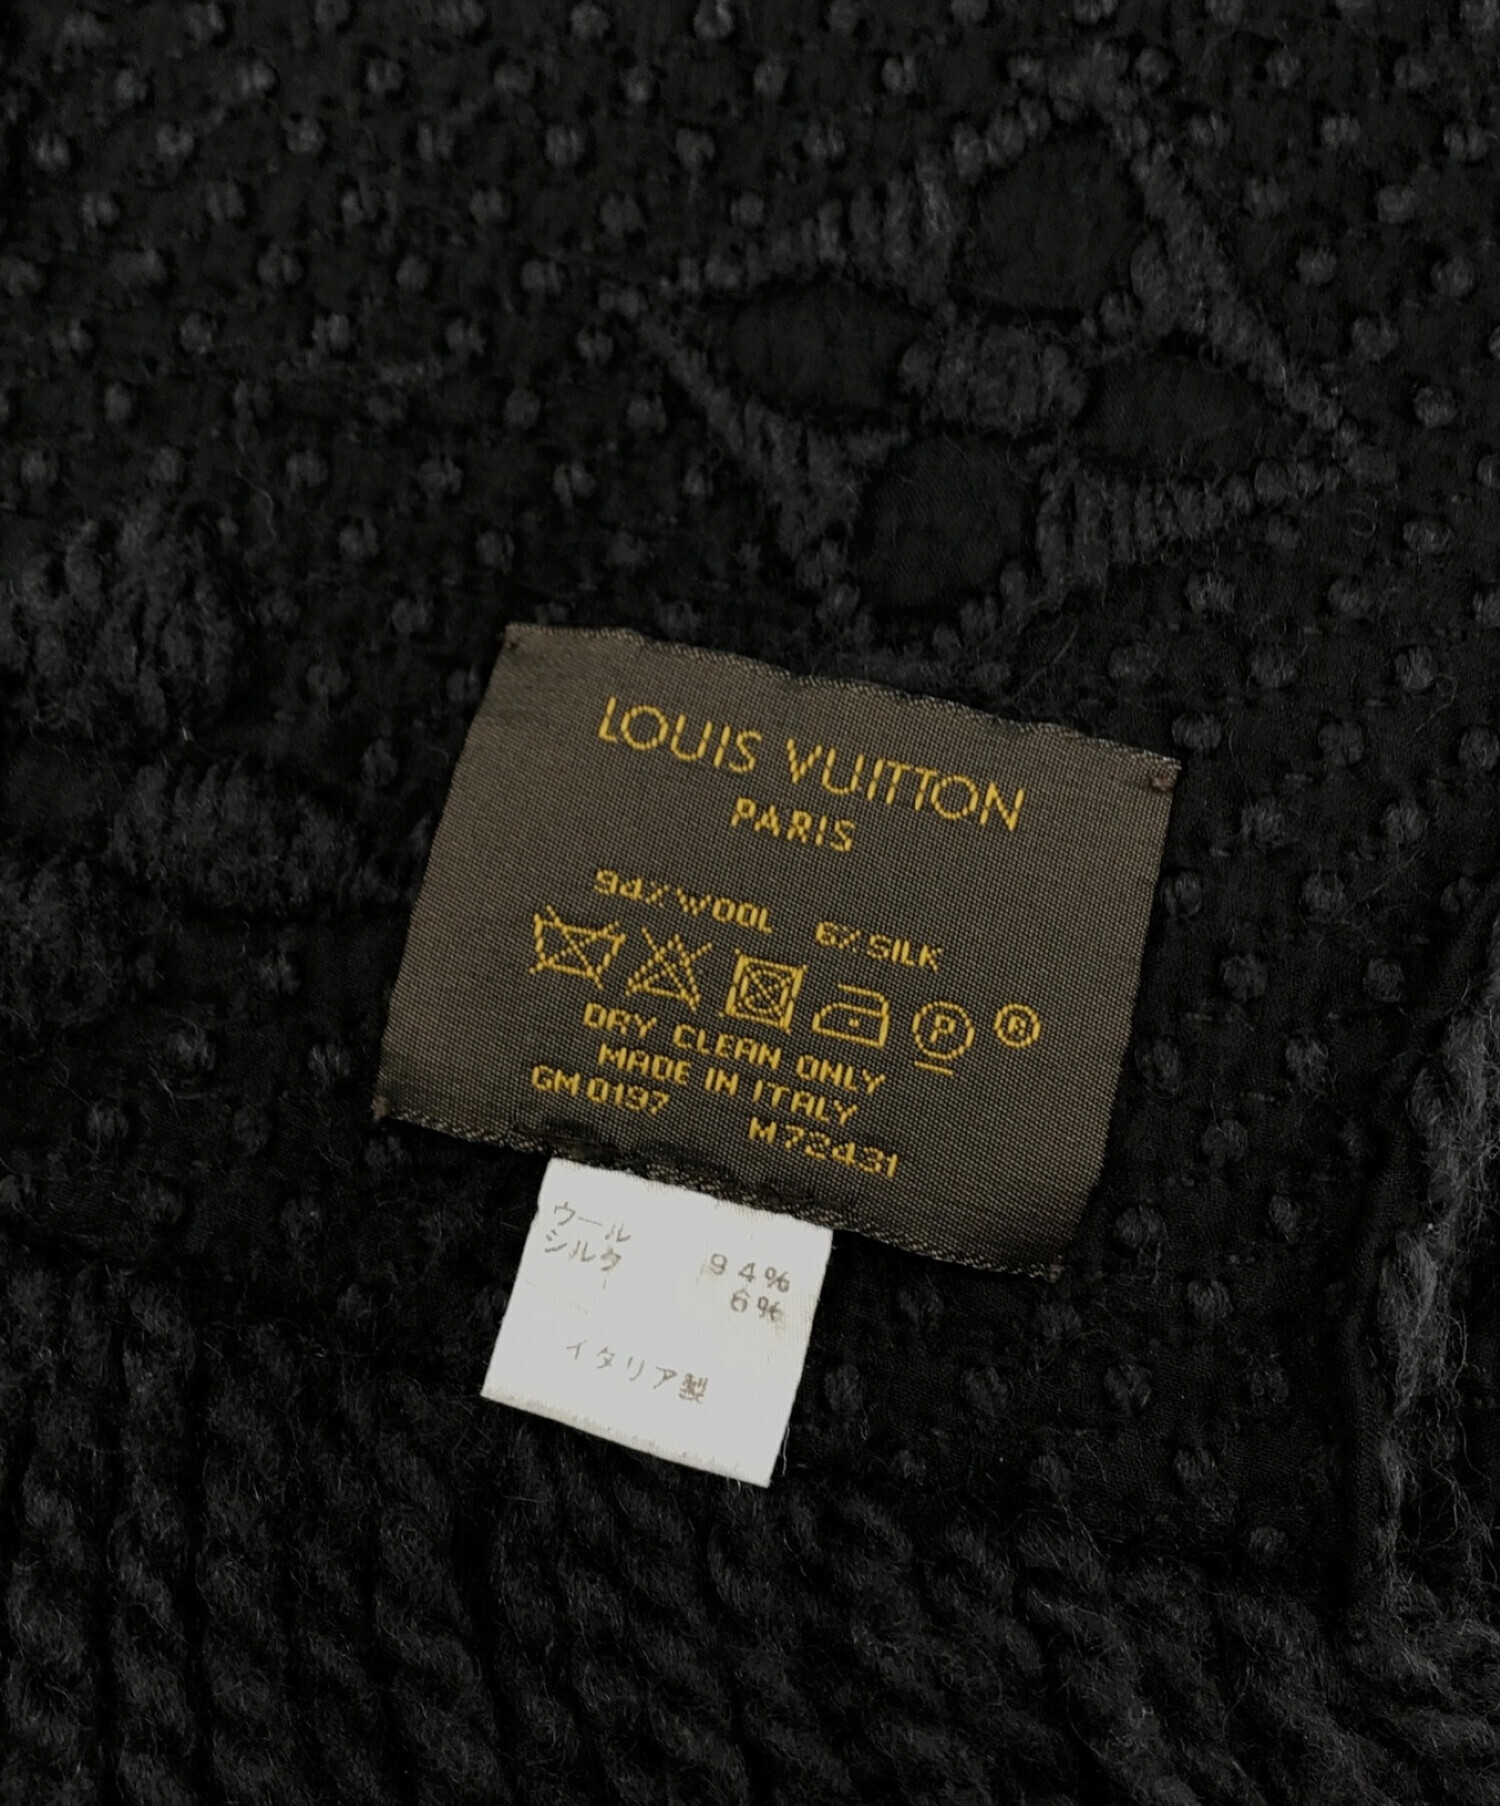 LOUIS VUITTON
PARIS
94% WOOL 6% SILK
P R
DRY CLEAN ONLY
MADE IN ITALY
GM 0197 M72431
ウール 94%
シルク 6%
イタリア製